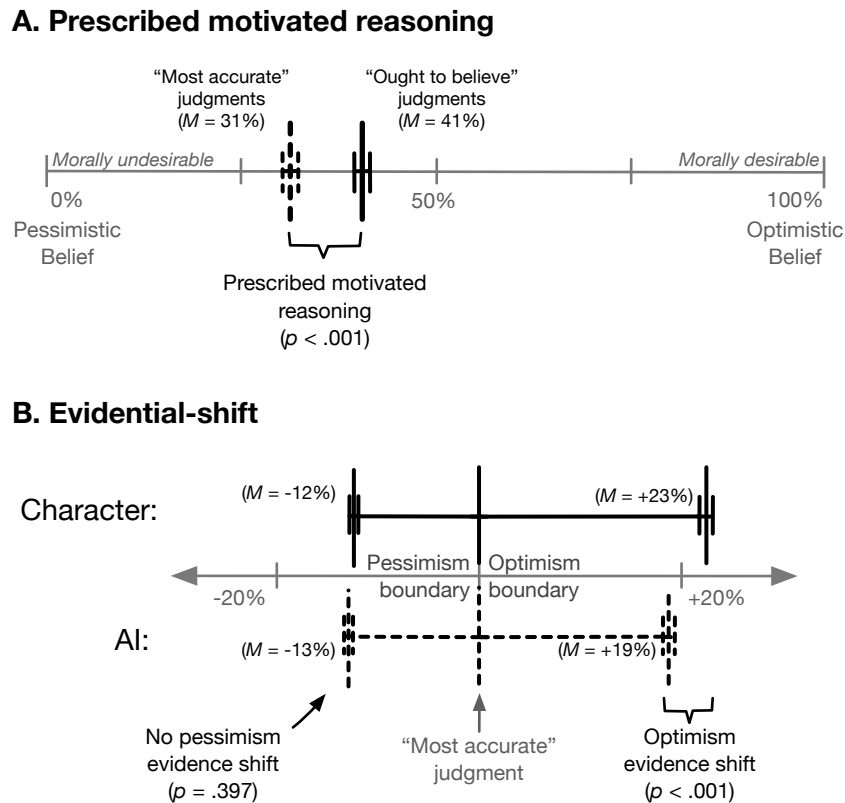 A. Prescribed motivated reasoning
“Most accurate”
judgments
(M = 31%)
“Ought to believe”
judgments
(M = 41%)
Morally undesirable
Morally desirable
0%
50%
100%
Pessimistic
Belief
Optimistic
Belief
Prescribed motivated
reasoning
(p < .001)
B. Evidential-shift
Character:
(M = -12%)
(M = +23%)
Pessimism
boundary
Optimism
boundary
-20%
+20%
AI:
(M = -13%)
(M = +19%)
No pessimism
evidence shift
(p = .397)
“Most accurate”
judgment
Optimism
evidence shift
(p < .001)